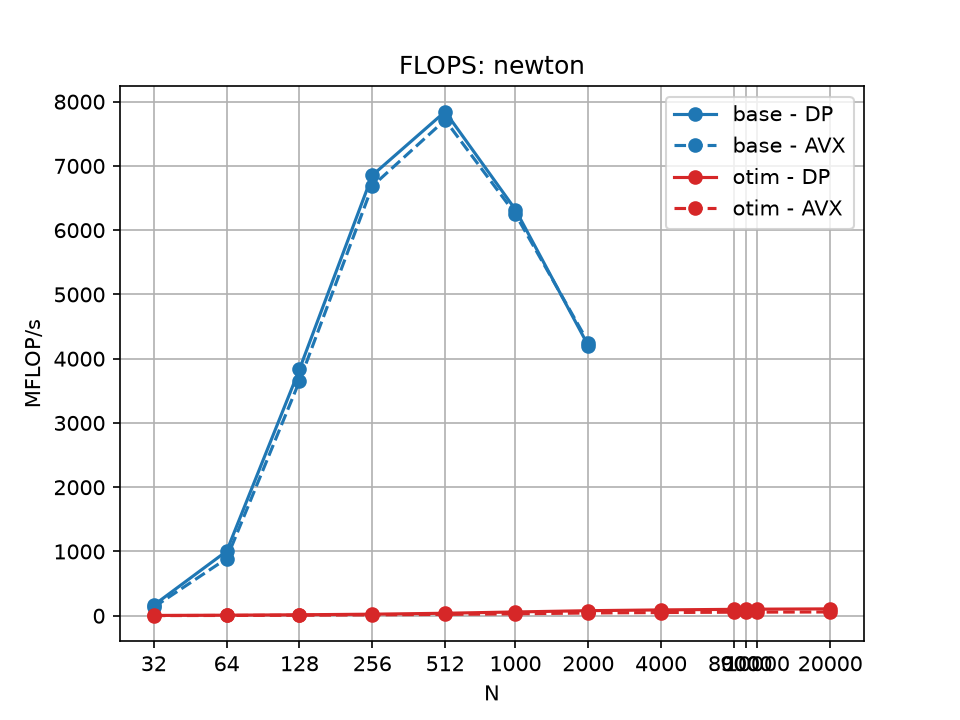 FLOPS: newton
MFLOP/s
8000
7000
6000
5000
4000
3000
2000
1000
0
base - DP
base - AVX
otim - DP
otim - AVX
32 64 128 256 512 1000 2000 4000 20000
N